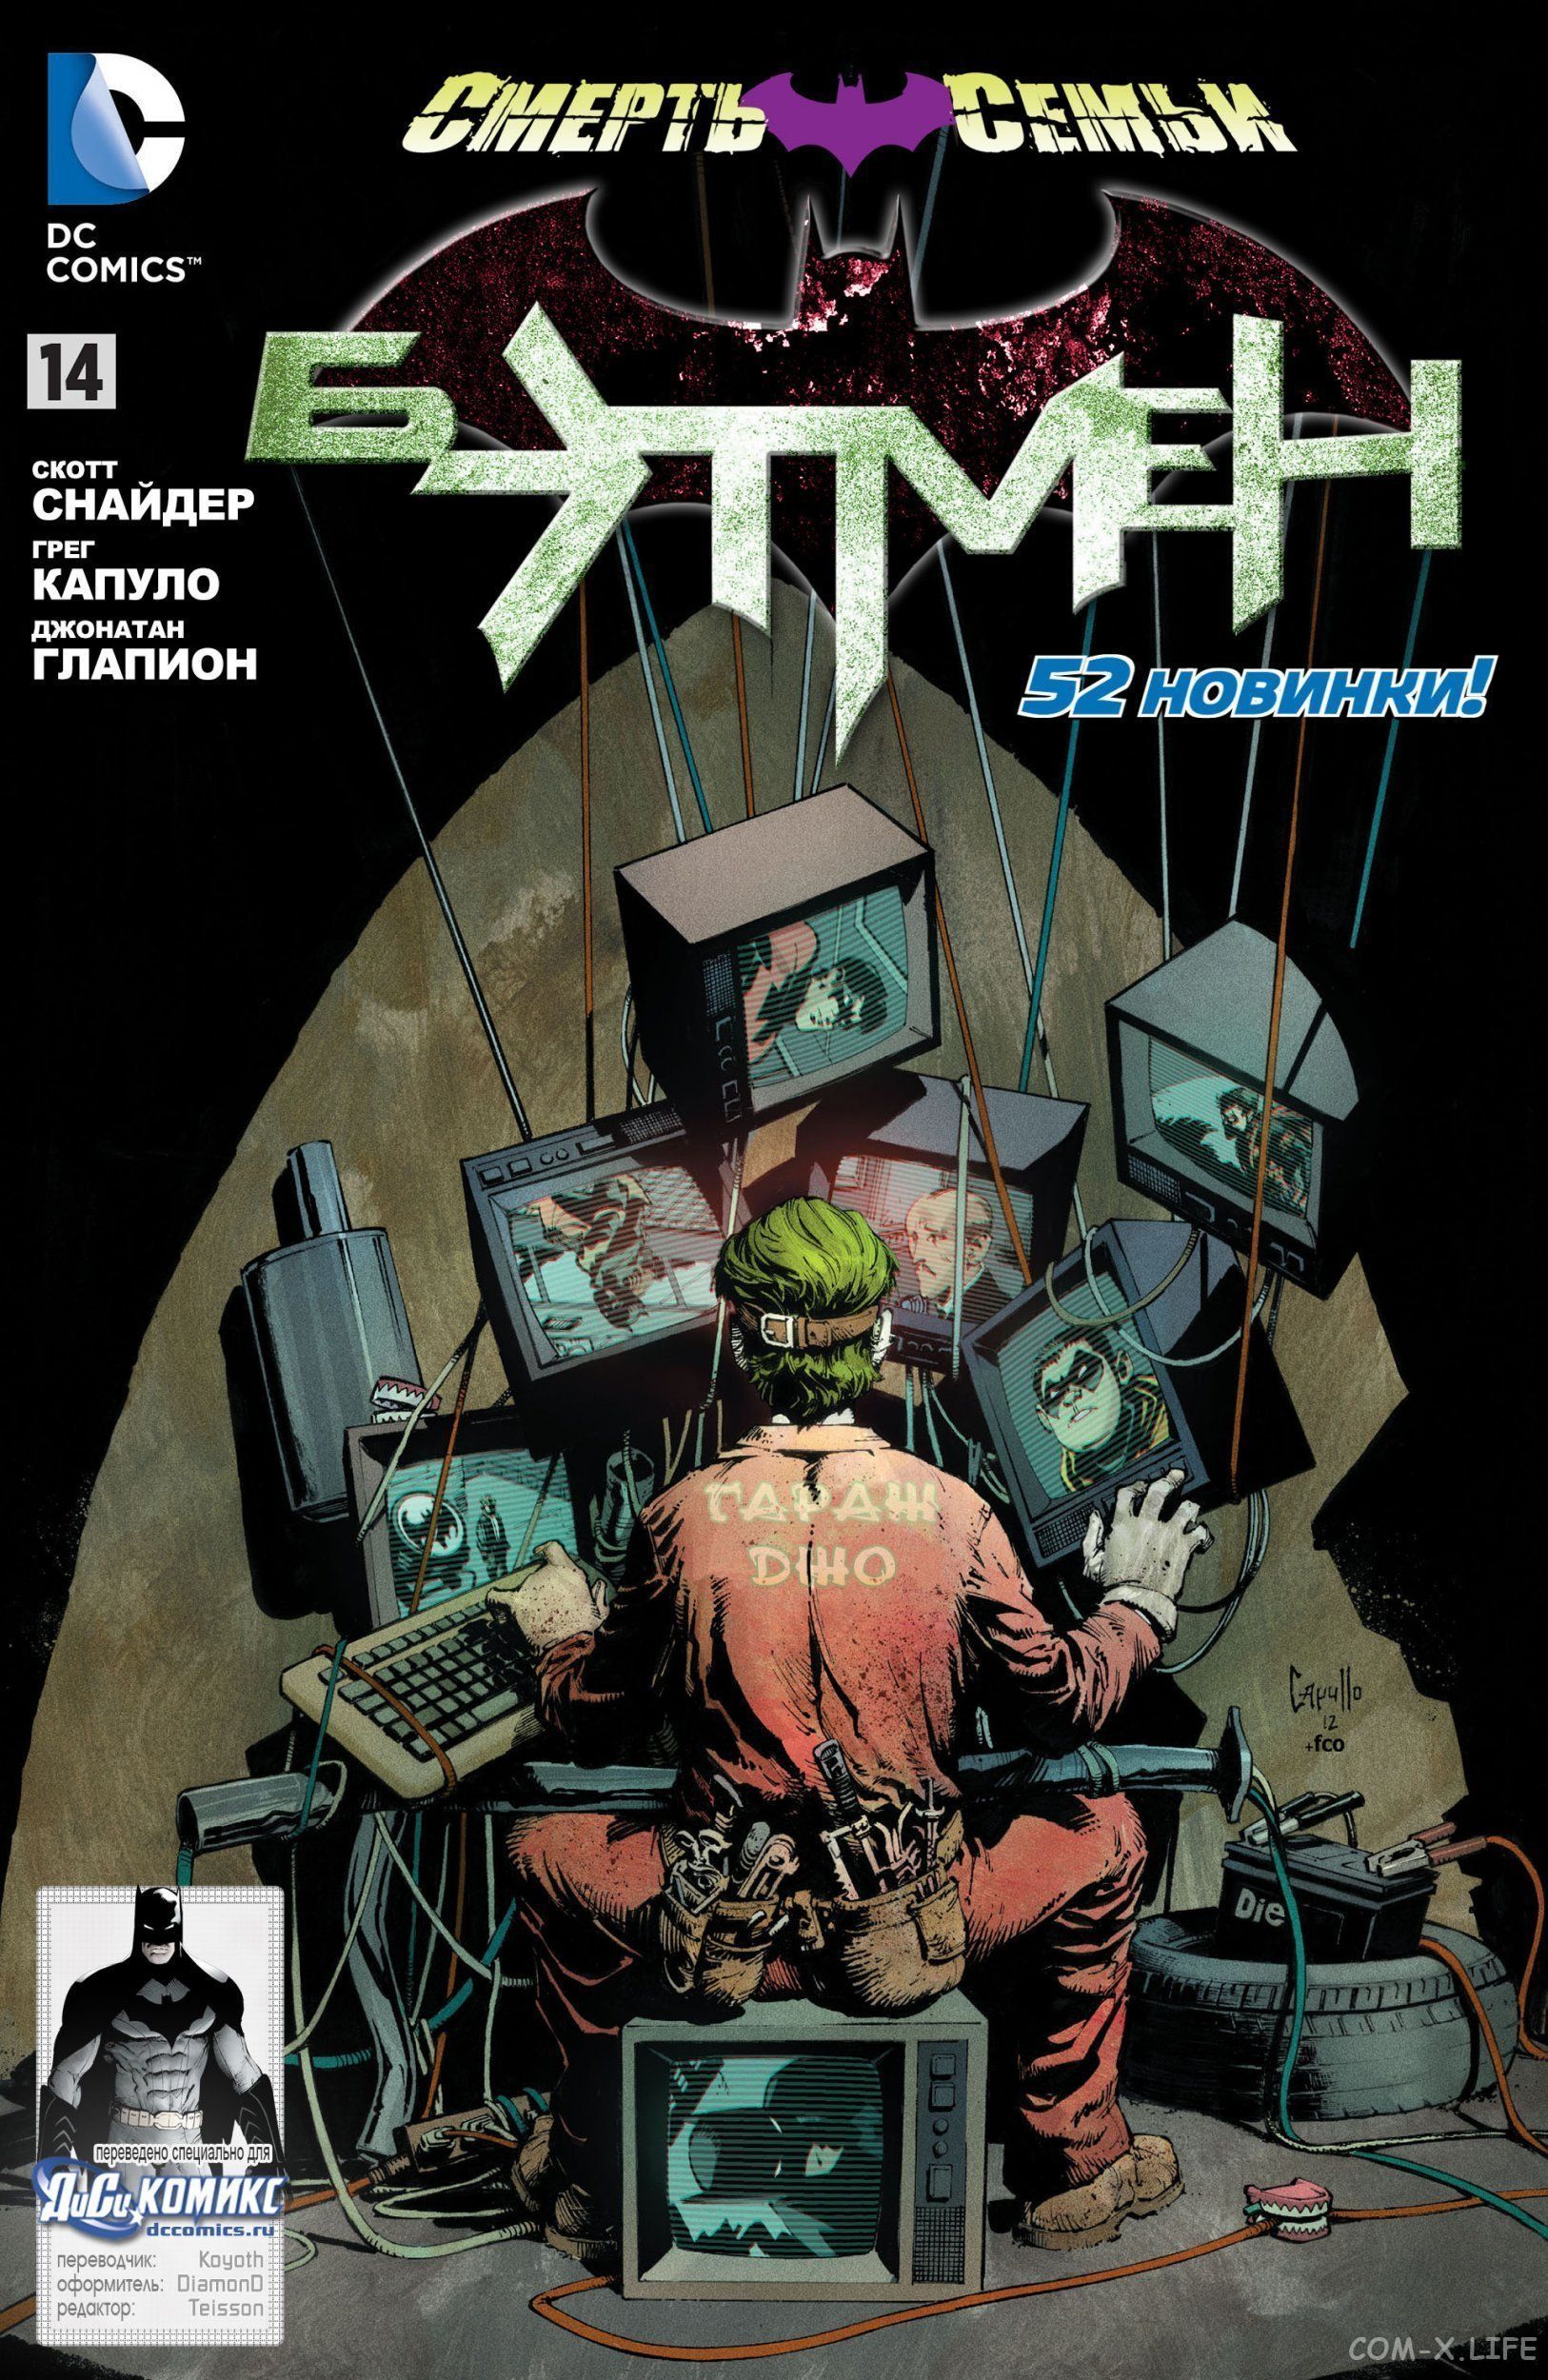 СМЕРТЬ СЕМЬИ
DC
COMICS™
14
БЭТМЕН
СКОТТ
СНАЙДЕР
ГРЕГ
КАПУЛО
ДЖОНАТАН
ГЛАПИОН
52 НОВИНКИ!
ГАРАЖ
ДЖО
Capullo
12
+fco
Die
переведено специально для
ДиСи КОМИКС
dccomics.ru
переводчик: Koyoth
оформитель: DiamonD
редактор: Teisson
COM-X.LIFE